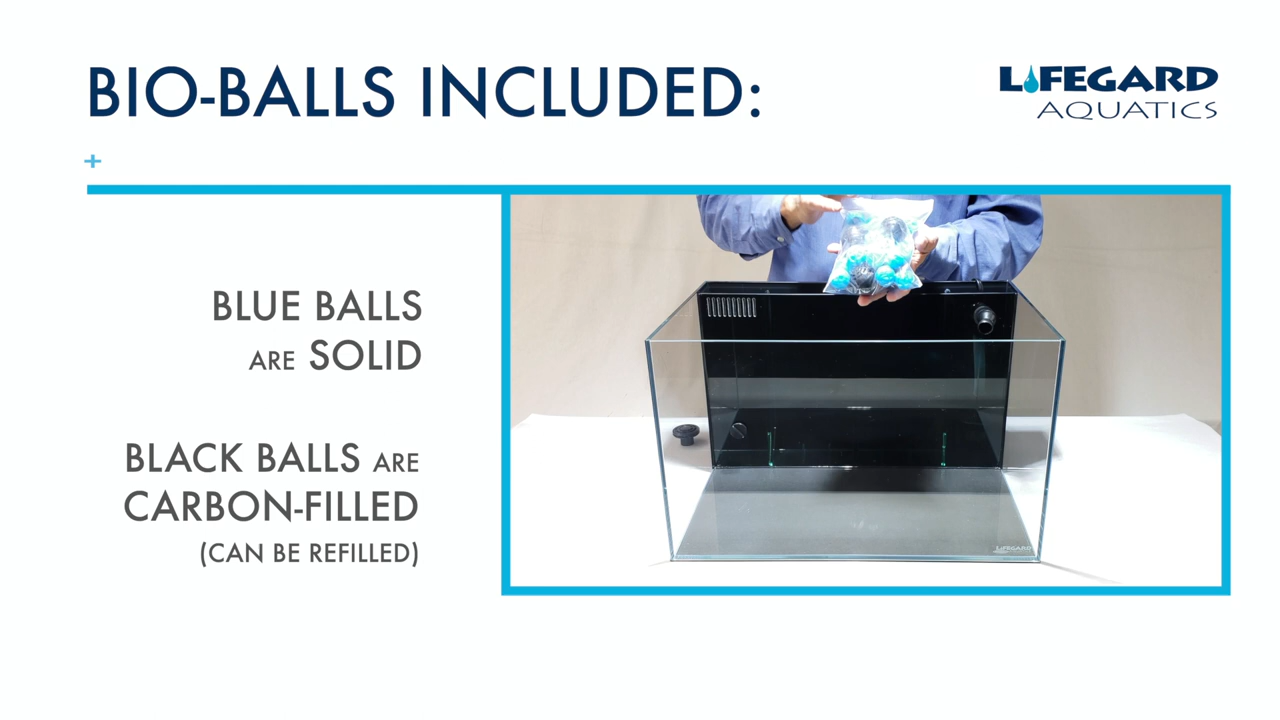 BIO-BALLS INCLUDED:
LIFEGARD
AQUATICS
+
BLUE BALLS
ARE SOLID
BLACK BALLS ARE
CARBON-FILLED
(CAN BE REFILLED)
LIFEGARD